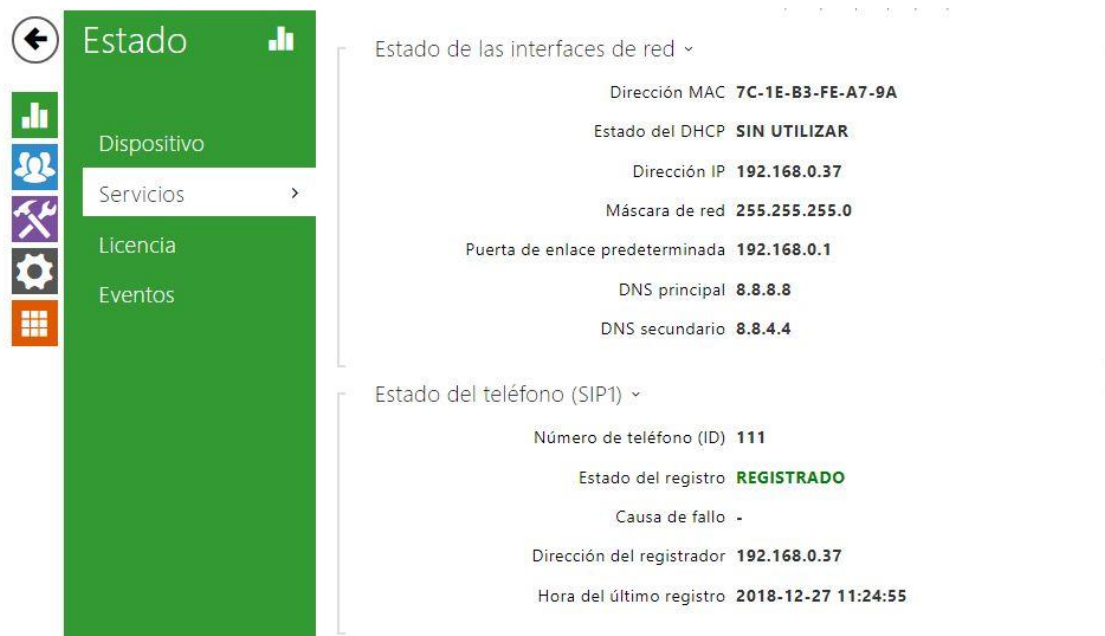 Estado
Dispositivo
Servicios
Licencia
Eventos
Estado de las interfaces de red
Dirección MAC 7C-1E-B3-FE-A7-9A
Estado del DHCP SIN UTILIZAR
Dirección IP 192.168.0.37
Máscara de red 255.255.255.0
Puerta de enlace predeterminada 192.168.0.1
DNS principal 8.8.8.8
DNS secundario 8.8.4.4
Estado del teléfono (SIP1)
Número de teléfono (ID) 111
Estado del registro REGISTRADO
Causa de fallo -
Dirección del registrador 192.168.0.37
Hora del último registro 2018-12-27 11:24:55